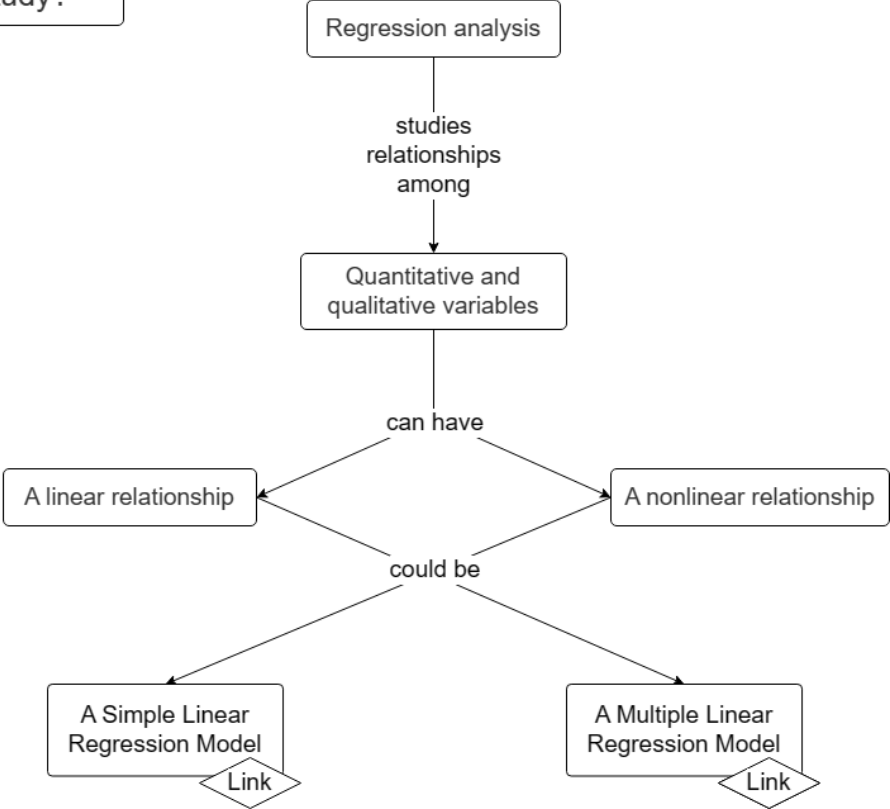 Regression analysis
studies
relationships
among
Quantitative and
qualitative variables
can have
A linear relationship
A nonlinear relationship
could be
A Simple Linear
Regression Model
Link
A Multiple Linear
Regression Model
Link